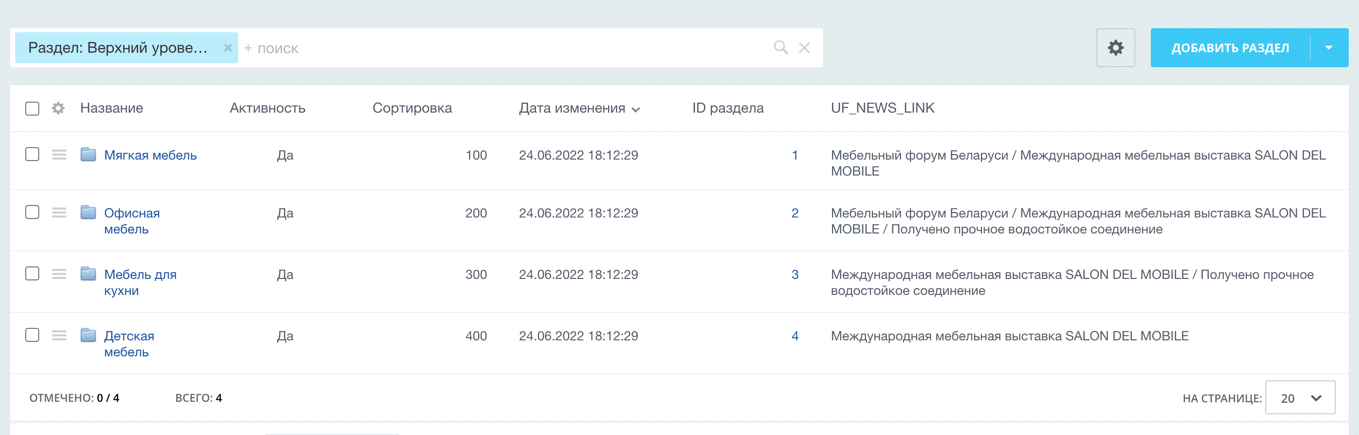 Раздел: Верхний урове... × + поиск
ДОБАВИТЬ РАЗДЕЛ
Название Активность Сортировка Дата изменения ID раздела UF_NEWS_LINK
Мягкая мебель Да 100 24.06.2022 18:12:29 1 Мебельный форум Беларуси / Международная мебельная выставка SALON DEL
MOBILE
Офисная Да 200 24.06.2022 18:12:29 2 Мебельный форум Беларуси / Международная мебельная выставка SALON DEL
мебель MOBILE / Получено прочное водостойкое соединение
Мебель для Да 300 24.06.2022 18:12:29 3 Международная мебельная выставка SALON DEL MOBILE / Получено прочное
кухни водостойкое соединение
Детская Да 400 24.06.2022 18:12:29 4 Международная мебельная выставка SALON DEL MOBILE
мебель
ОТМЕЧЕНО: 0 / 4 ВСЕГО: 4 НА СТРАНИЦЕ: 20